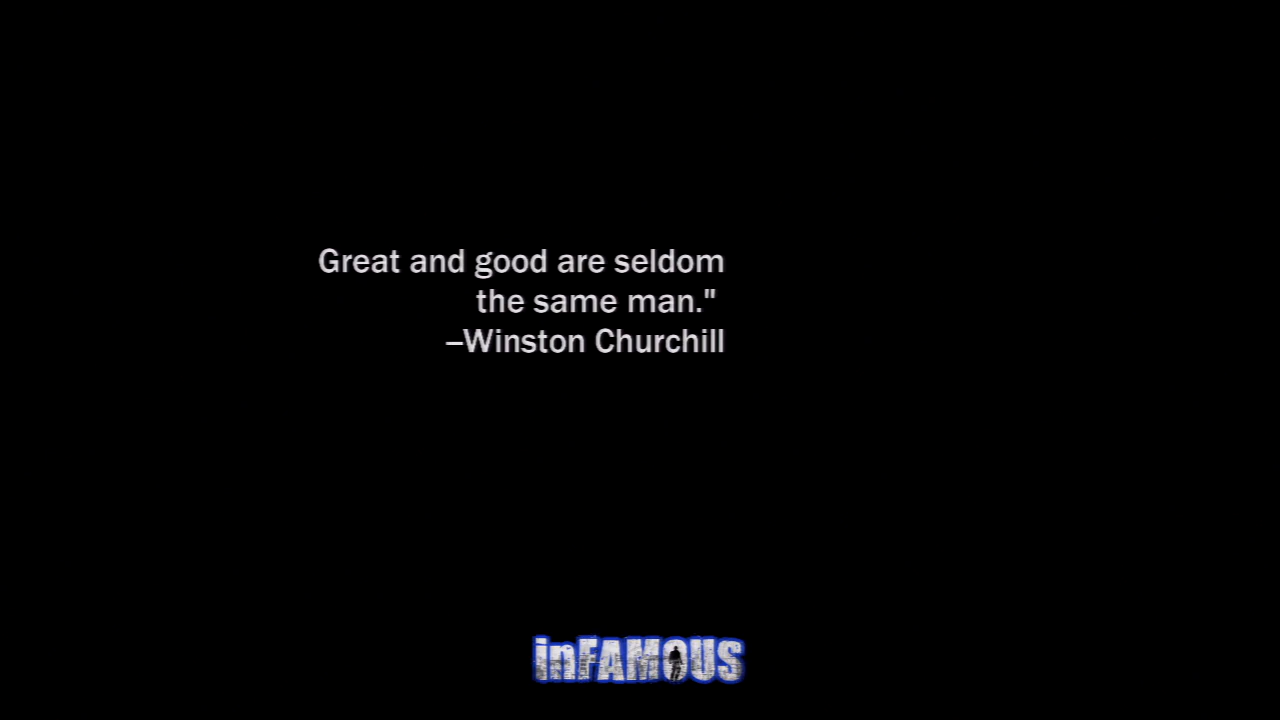 Great and good are seldom
the same man."
–Winston Churchill
inFAMOUS